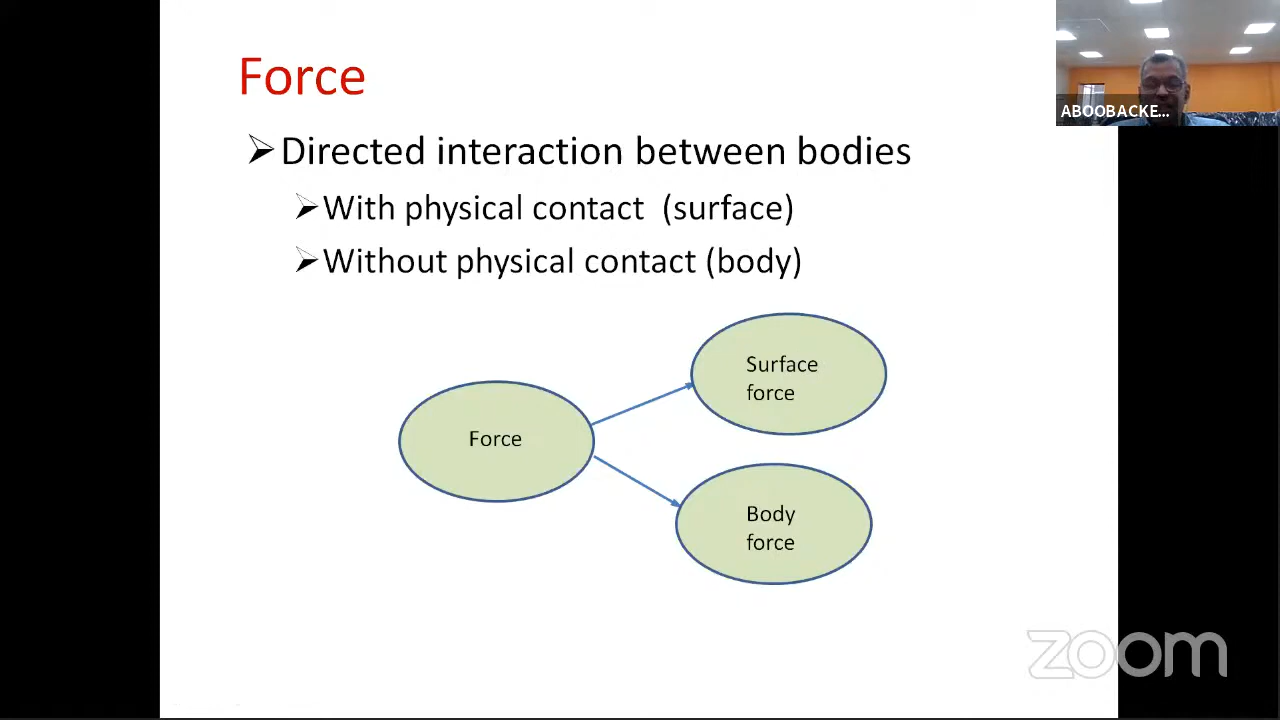 Force
Directed interaction between bodies
With physical contact (surface)
Without physical contact (body)
Force
Surface
force
Body
force
ABOOBACKE...
zoom